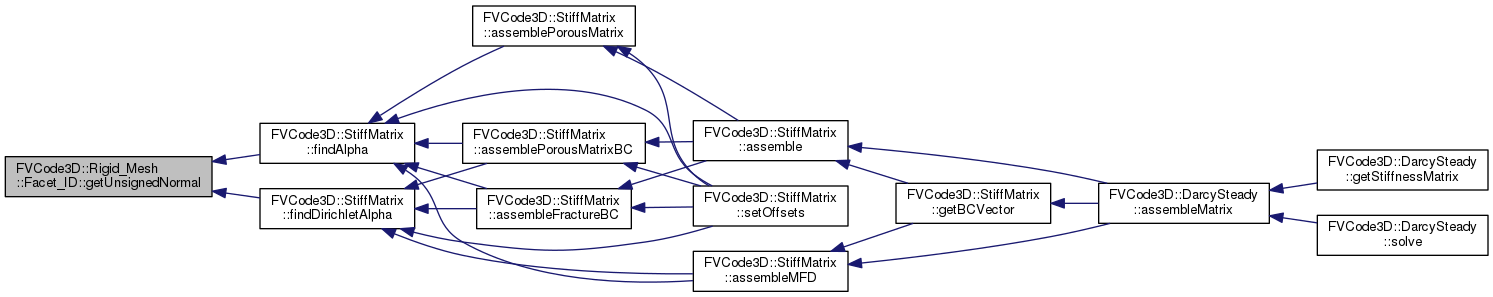 FVCode3D::Rigid_Mesh
::Facet_ID::getUnsignedNormal
FVCode3D::StiffMatrix
::findAlpha
FVCode3D::StiffMatrix
::findDirichletAlpha
FVCode3D::StiffMatrix
::assemblePorousMatrix
FVCode3D::StiffMatrix
::assemblePorousMatrixBC
FVCode3D::StiffMatrix
::assembleFractureBC
FVCode3D::StiffMatrix
::assemble
FVCode3D::StiffMatrix
::setOffsets
FVCode3D::StiffMatrix
::assembleMFD
FVCode3D::StiffMatrix
::getBCVector
FVCode3D::DarcySteady
::assembleMatrix
FVCode3D::DarcySteady
::getStiffnessMatrix
FVCode3D::DarcySteady
::solve